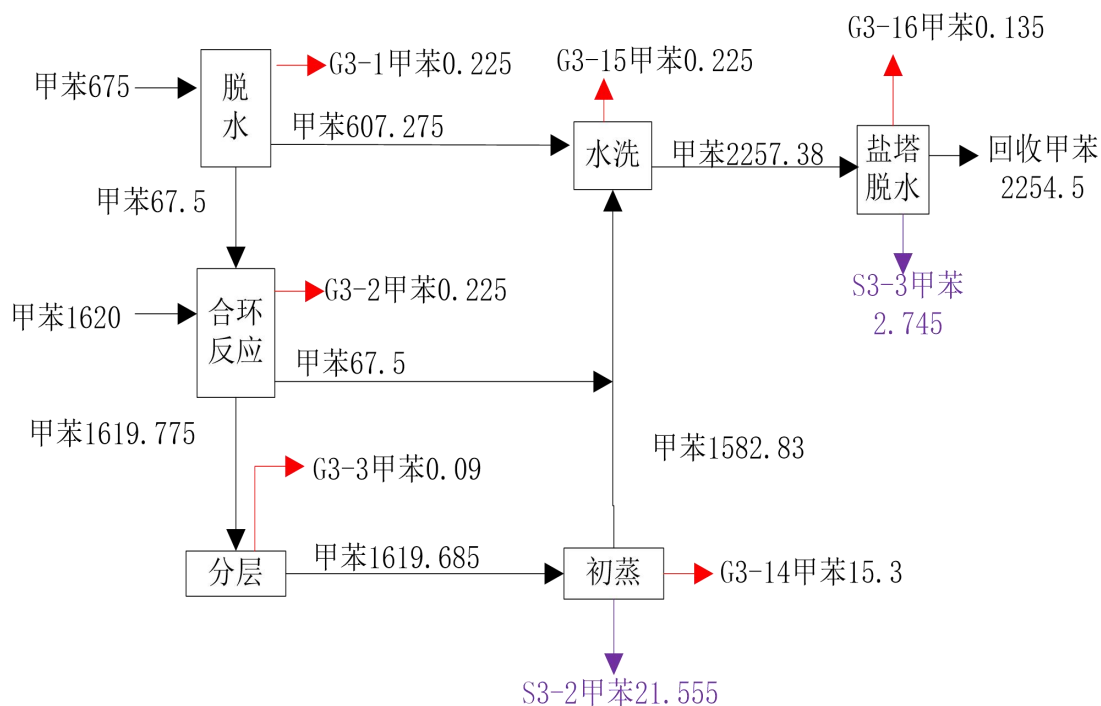 G3-16甲苯0.135
G3-1甲苯0.225
G3-15甲苯0.225
甲苯675
脱
水
甲苯607.275
水洗
甲苯2257.38
盐塔
脱水
回收甲苯
2254.5
甲苯67.5
S3-3甲苯
2.745
G3-2甲苯0.225
甲苯1620
合环
反应
甲苯67.5
甲苯1619.775
甲苯1582.83
G3-3甲苯0.09
分层
甲苯1619.685
初蒸
G3-14甲苯15.3
S3-2甲苯21.555